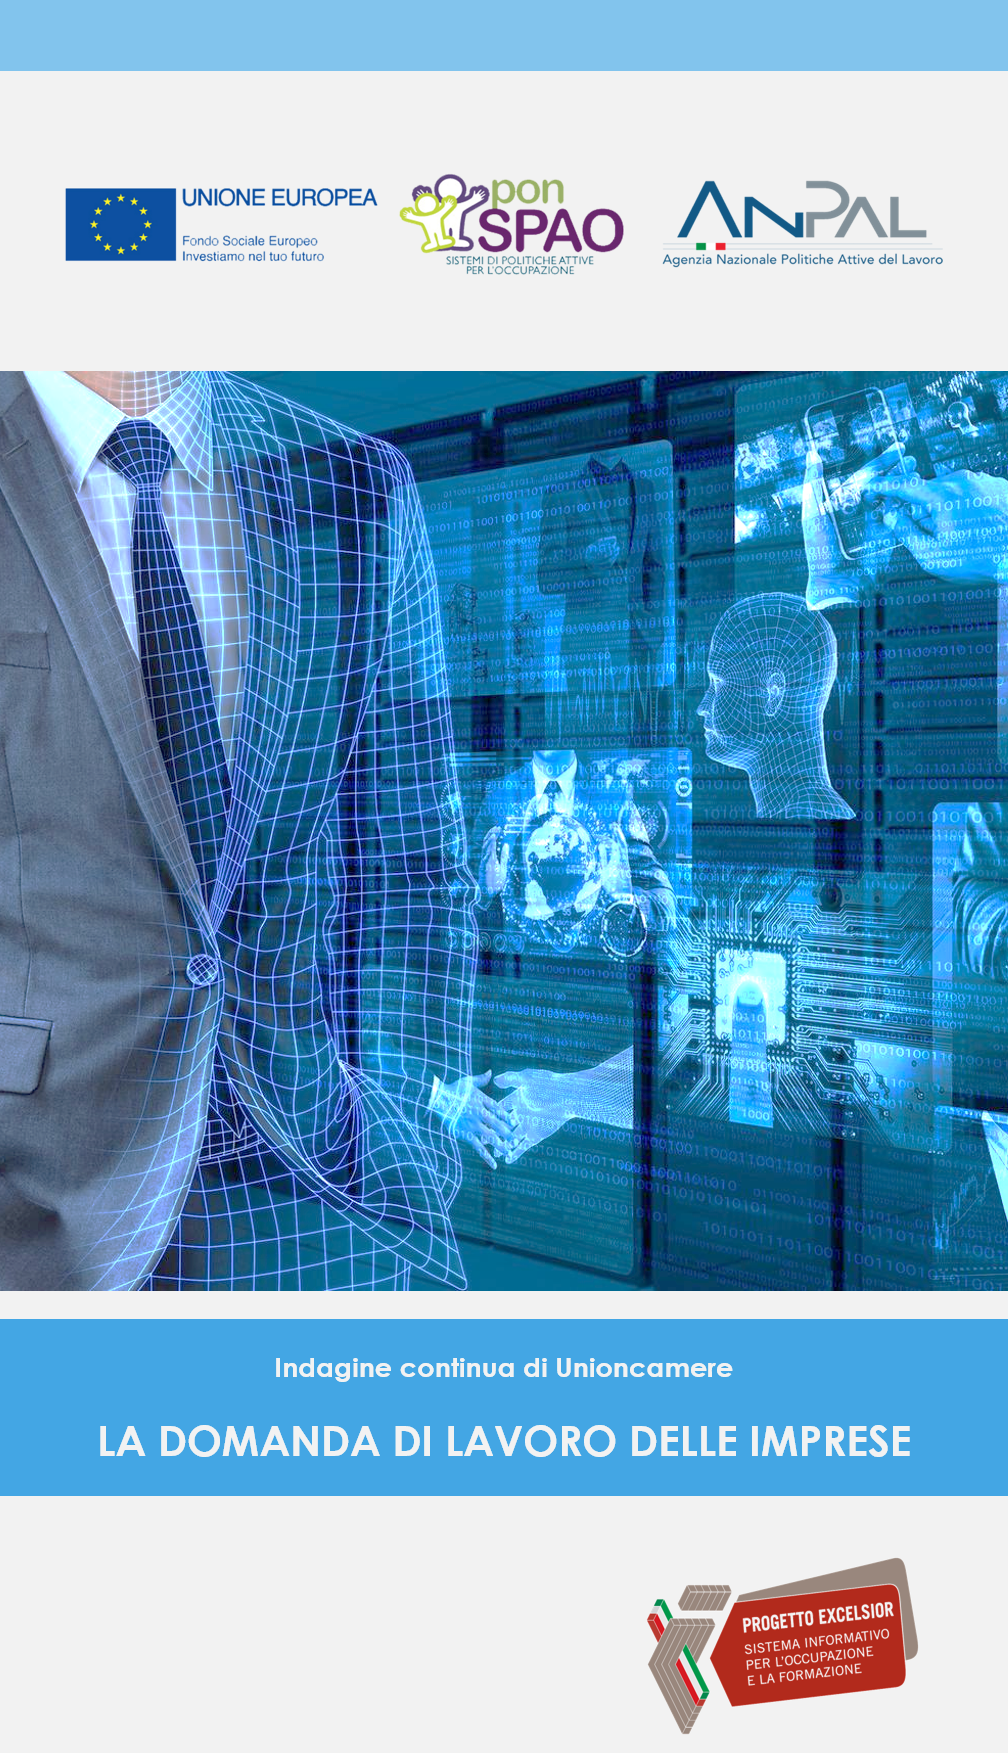 UNIONE EUROPEA
Fondo Sociale Europeo
Investiamo nel tuo futuro
pon
SPAO
SISTEMI DI POLITICHE ATTIVE
PER L'OCCUPAZIONE
ANPAL
Agenzia Nazionale Politiche Attive del Lavoro
Indagine continua di Unioncamere
LA DOMANDA DI LAVORO DELLE IMPRESE
PROGETTO EXCELSIOR
SISTEMA INFORMATIVO
PER L'OCCUPAZIONE
E LA FORMAZIONE